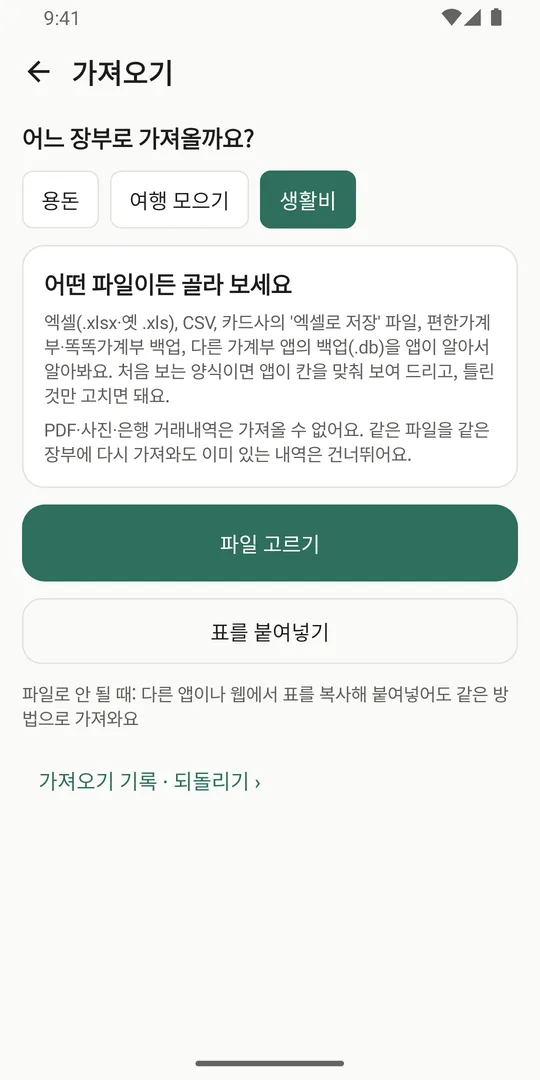 9:41
가져오기
어느 장부로 가져올까요?
용돈
여행 모으기
생활비
어떤 파일이든 골라 보세요
엑셀(.xlsx·옛 .xls), CSV, 카드사의 '엑셀로 저장' 파일, 편한가계
부·똑똑가계부 백업, 다른 가계부 앱의 백업(.db)을 앱이 알아서
알아봐요. 처음 보는 양식이면 앱이 칸을 맞춰 보여 드리고, 틀린
것만 고치면 돼요.
PDF·사진·은행 거래내역은 가져올 수 없어요. 같은 파일을 같은
장부에 다시 가져와도 이미 있는 내역은 건너뛰어요.
파일 고르기
표를 붙여넣기
파일로 안 될 때: 다른 앱이나 웹에서 표를 복사해 붙여넣어도 같은 방
법으로 가져와요
가져오기 기록 · 되돌리기 ›